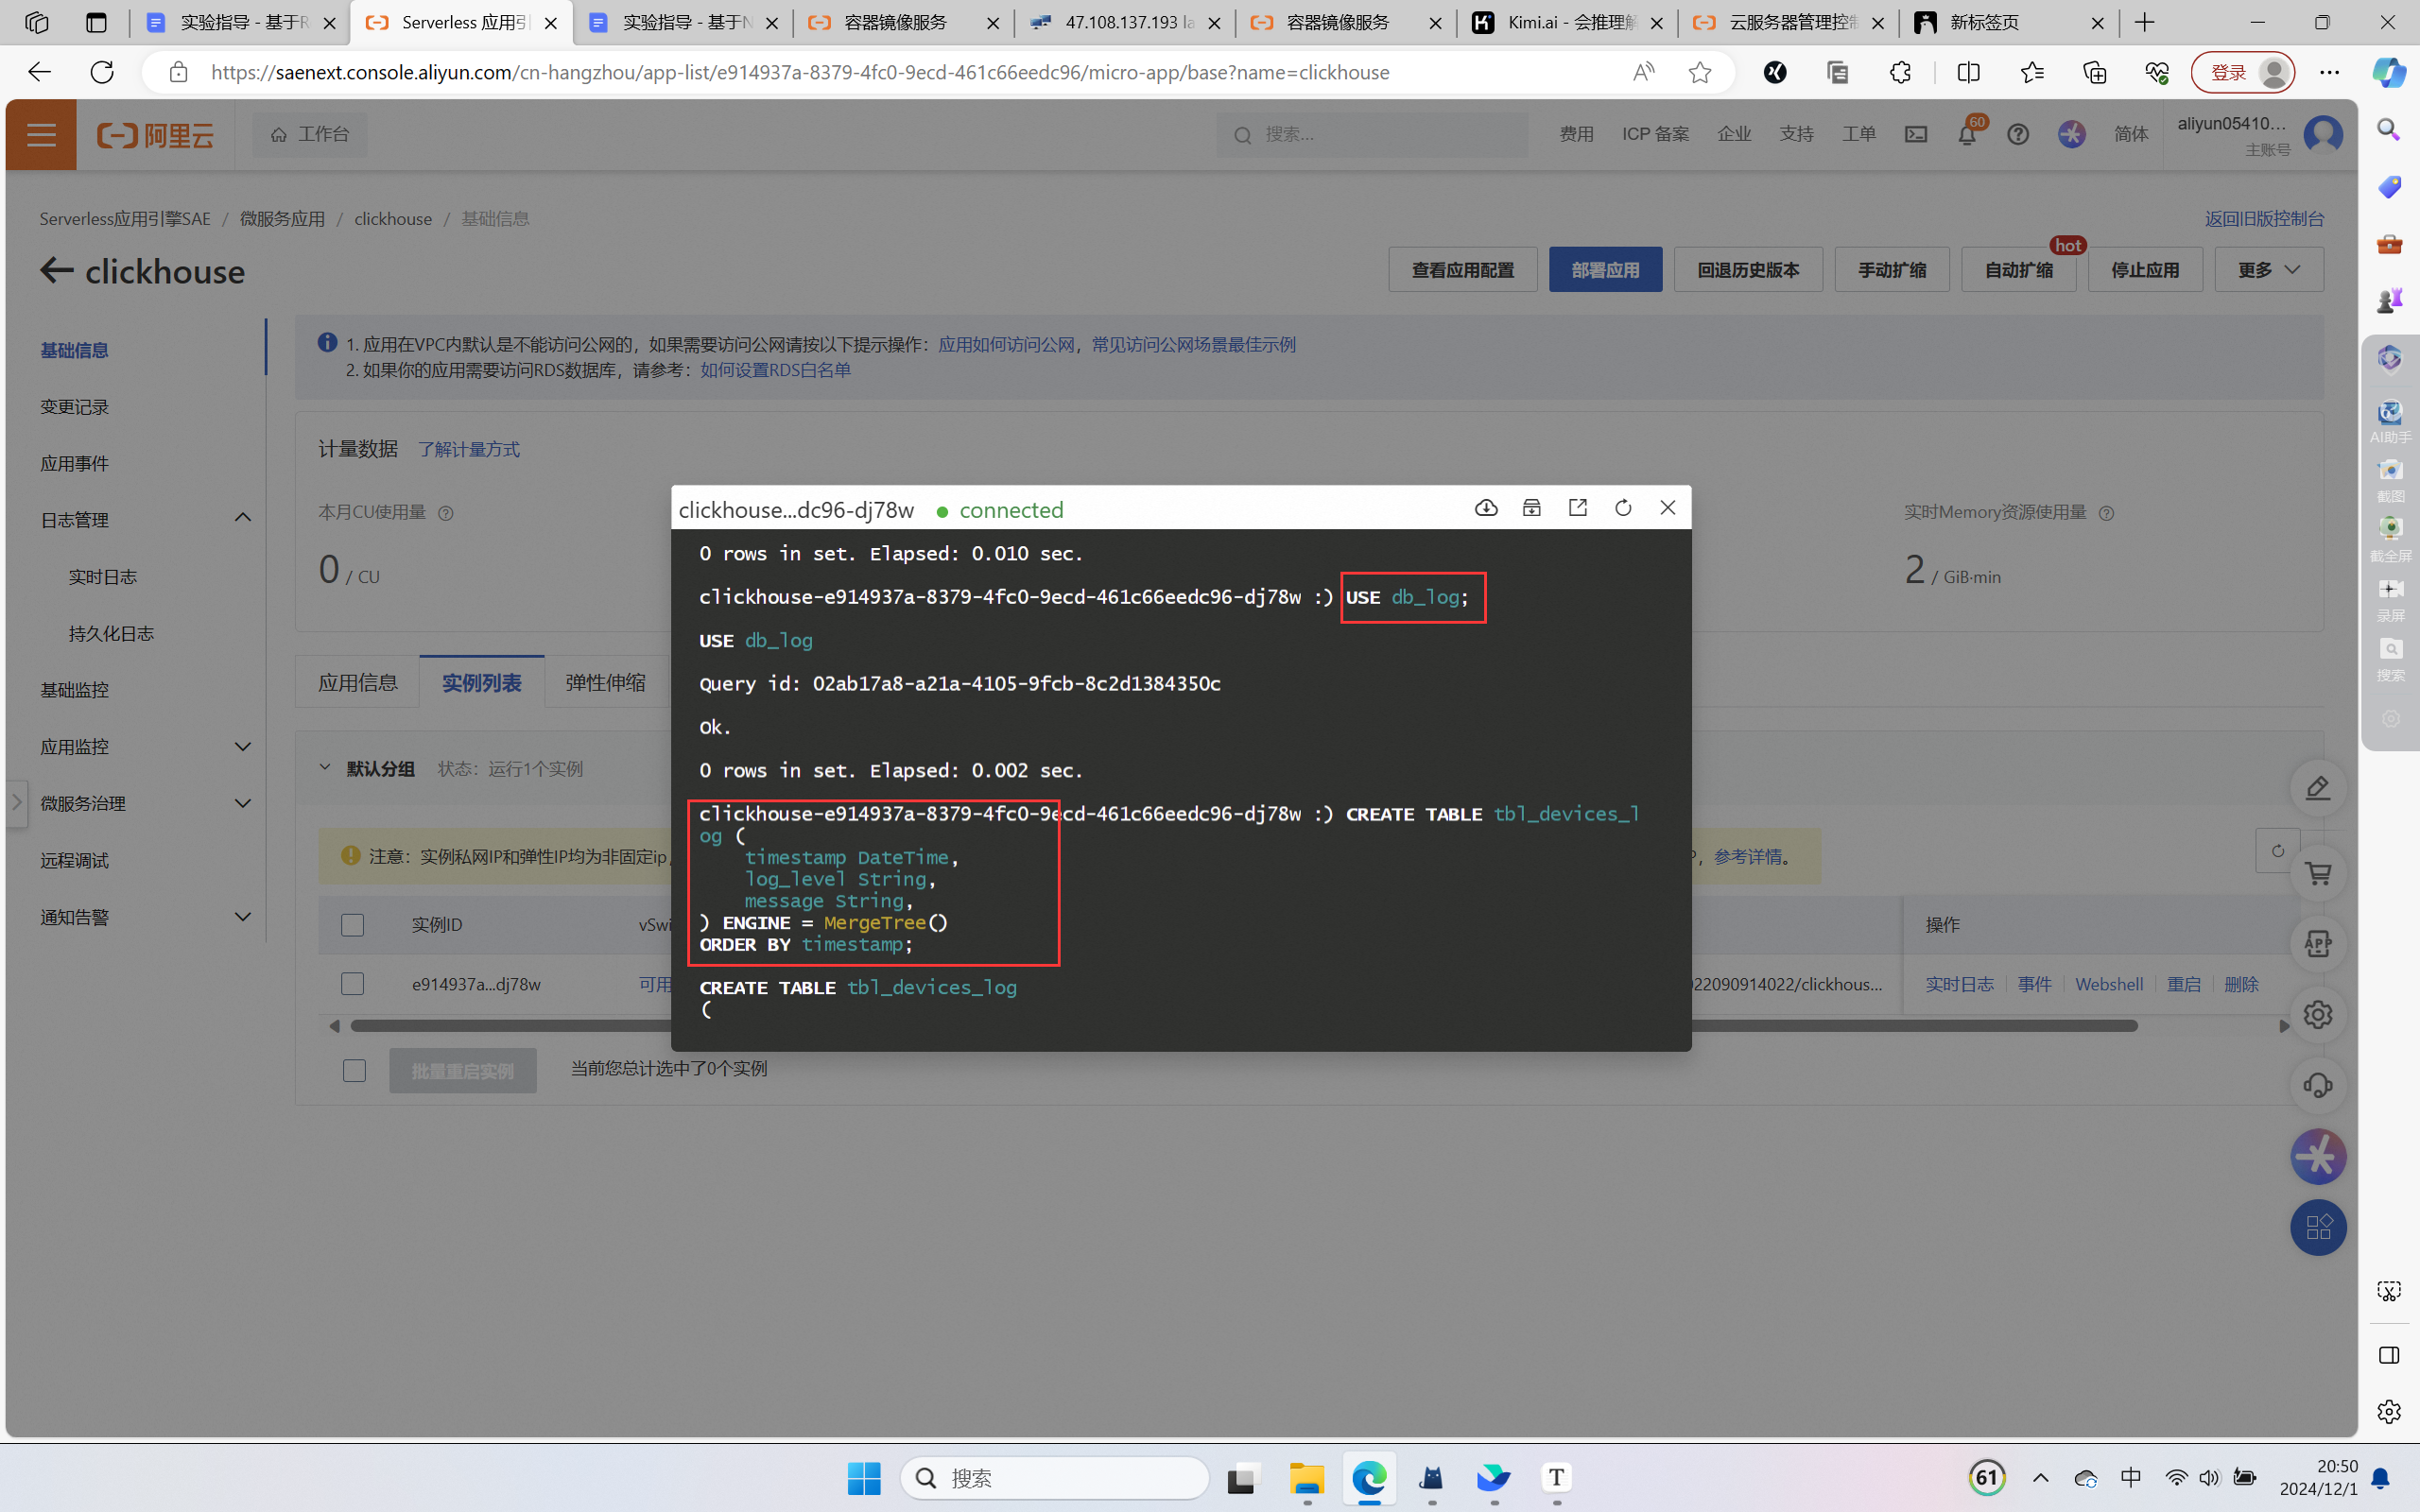 实验指导 - 基于R
Serverless 应用引
实验指导 - 基于N
容器镜像服务
47.108.137.193 la
容器镜像服务
Kimi.ai - 会推理解
云服务器管理控制
新标签页
https://saenext.console.aliyun.com/cn-hangzhou/app-list/e914937a-8379-4fc0-9ecd-461c66eedc96/micro-app/base?name=clickhouse
登录
阿里云
工作台
搜索...
费用
ICP 备案
企业
支持
工单
60
简体
aliyun05410...
主账号
Serverless应用引擎SAE / 微服务应用 / clickhouse / 基础信息
返回旧版控制台
clickhouse
查看应用配置
部署应用
回退历史版本
手动扩缩
自动扩缩
hot
停止应用
更多
基础信息
变更记录
应用事件
日志管理
实时日志
持久化日志
基础监控
应用监控
微服务治理
远程调试
通知告警
1. 应用在VPC内默认是不能访问公网的，如果需要访问公网请按以下提示操作：应用如何访问公网，常见访问公网场景最佳示例
2. 如果你的应用需要访问RDS数据库，请参考：如何设置RDS白名单
计量数据 了解计量方式
本月CU使用量
0 / CU
实时Memory资源使用量
2 / GiB·min
应用信息
实例列表
弹性伸缩
默认分组 状态：运行1个实例
注意：实例私网IP和弹性IP均为非固定ip,
，参考详情。
实例ID
vSwi
操作
e914937a...dj78w
可用
022090914022/clickhous...
实时日志
事件
Webshell
重启
删除
批量重启实例
当前您总计选中了0个实例
clickhouse...dc96-dj78w
connected
0 rows in set. Elapsed: 0.010 sec.
clickhouse-e914937a-8379-4fc0-9ecd-461c66eedc96-dj78w :) USE db_log;
USE db_log
Query id: 02ab17a8-a21a-4105-9fcb-8c2d1384350c
Ok.
0 rows in set. Elapsed: 0.002 sec.
clickhouse-e914937a-8379-4fc0-9ecd-461c66eedc96-dj78w :) CREATE TABLE tbl_devices_l
og (
timestamp DateTime,
log_level String,
message String,
) ENGINE = MergeTree()
ORDER BY timestamp;
CREATE TABLE tbl_devices_log
(
AI助手
截图
截全屏
录屏
搜索
APP
搜索
T
61
中
20:50
2024/12/1